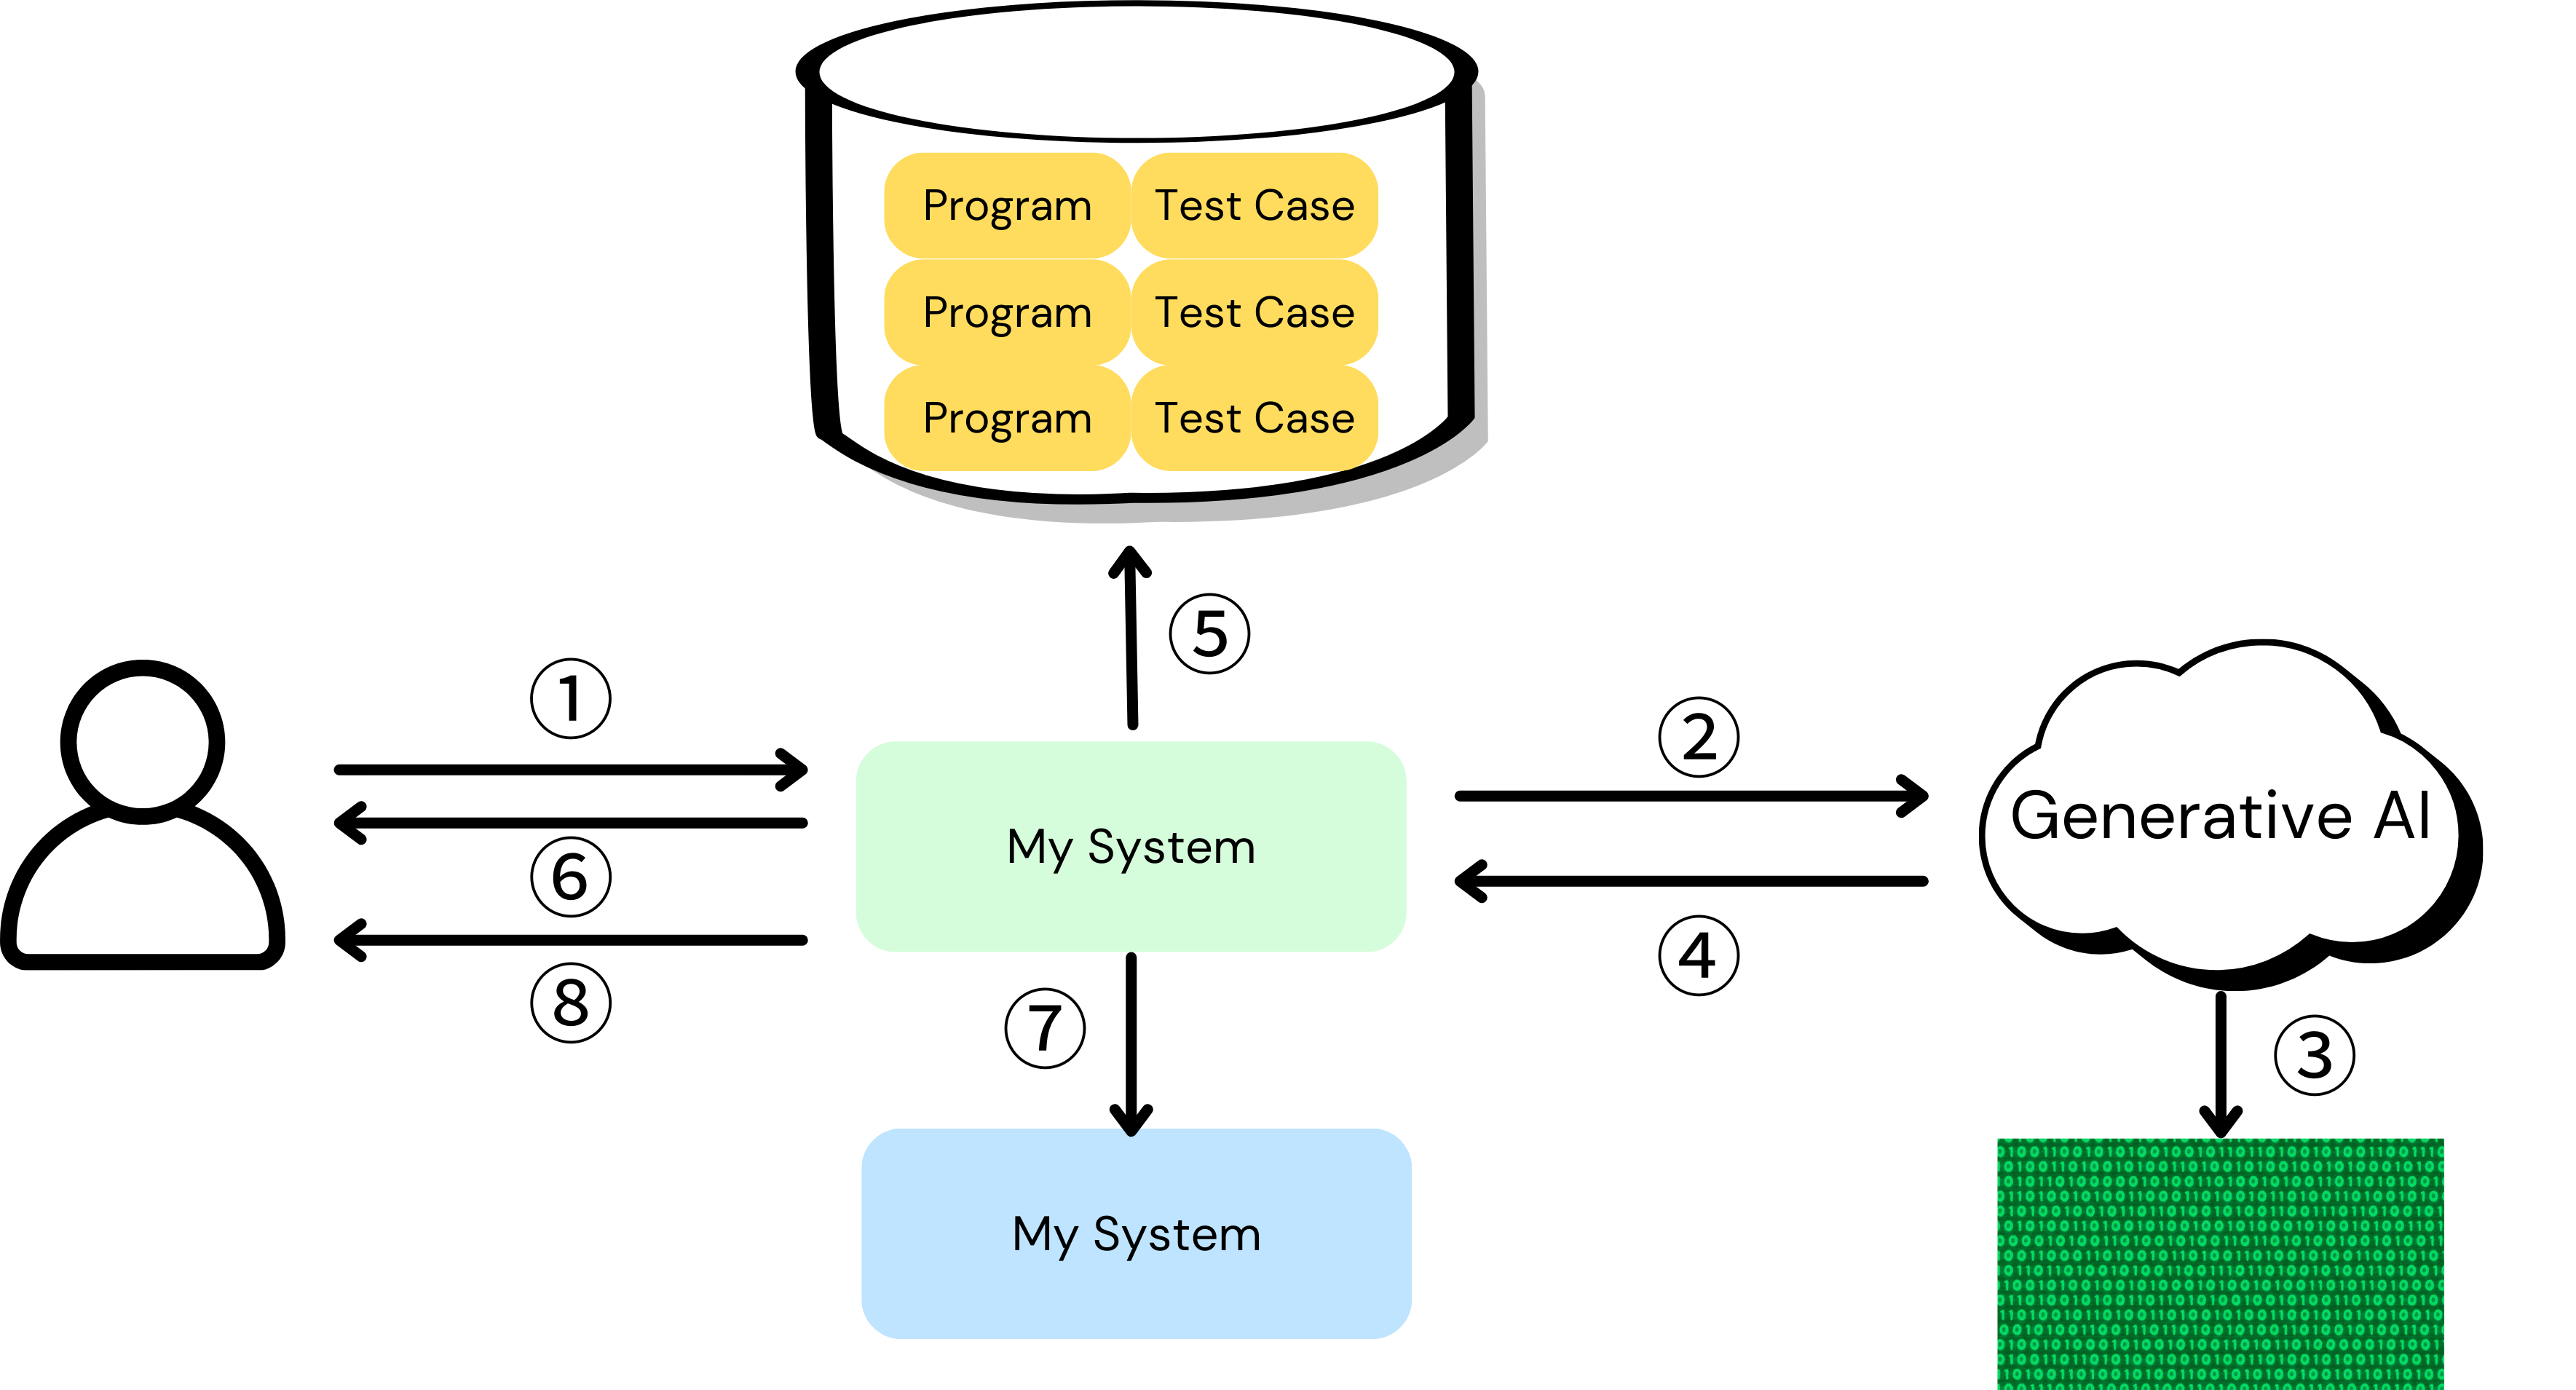 Program Test Case
Program Test Case
Program Test Case
⑤
①
②
Generative AI
My System
⑥
④
⑧
⑦
③
My System